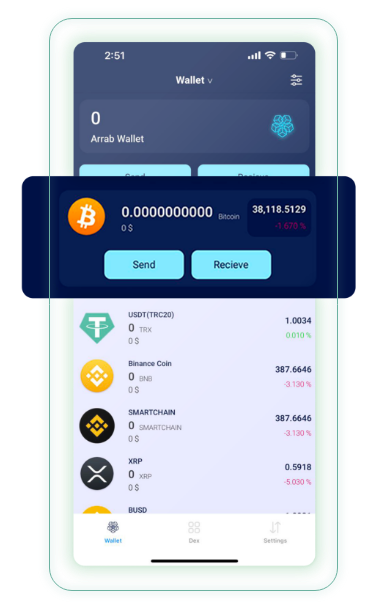 2:51
Wallet
0
Arrab Wallet
Send Recieve
0.0000000000 Bitcoin 38,118.5129
0 $ -1.670 %
Send Recieve
USDT(TRC20)
0 TRX 1.0034
0 $ 0.010 %
Binance Coin
0 BNB 387.6646
0 $ -3.130 %
SMARTCHAIN
0 SMARTCHAIN 387.6646
0 $ -3.130 %
XRP
0 XRP 0.5918
0 $ -5.030 %
BUSD
Wallet Dex Settings